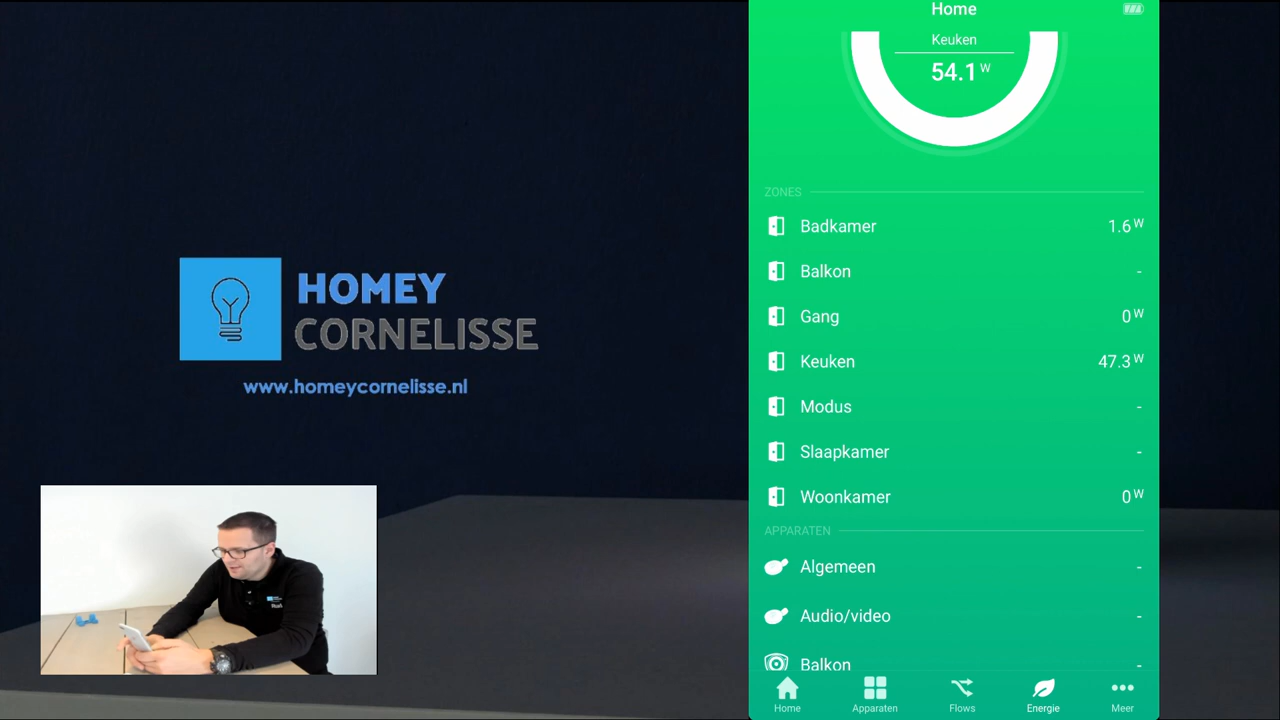 HOMEY
CORNELISSE
www.homeycornelisse.nl
Home
Keuken
54.1 W
ZONES
Badkamer 1.6 W
Balkon -
Gang 0 W
Keuken 47.3 W
Modus -
Slaapkamer -
Woonkamer 0 W
APPARATEN
Algemeen -
Audio/video -
Balkon -
Home Apparaten Flows Energie Meer